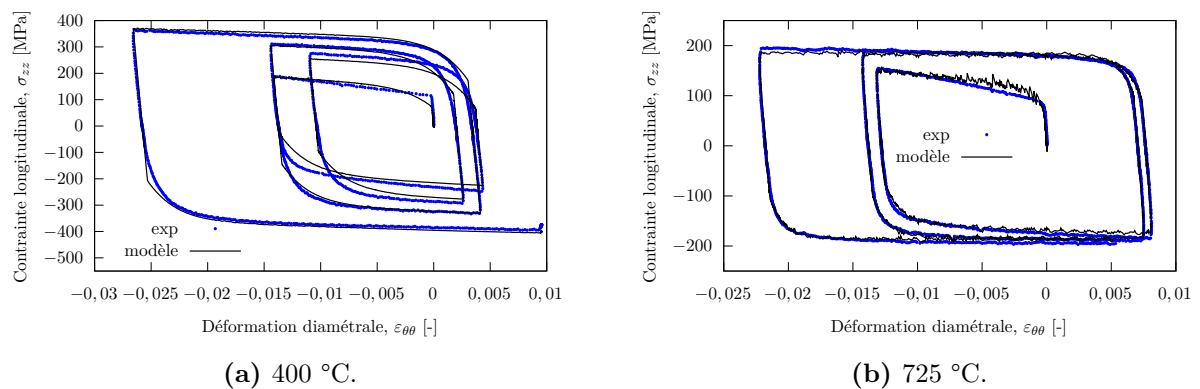 Contrainte longitudinale, σzz [MPa]
400
300
200
100
0
−100
−200
−300
−400
−500
exp
modèle
−0,03 −0,025 −0,02 −0,015 −0,01 −0,005 0 0,005 0,01
Déformation diamétrale, εθθ [-]
(a) 400 °C.
Contrainte longitudinale, σzz [MPa]
200
100
0
−100
−200
exp
modèle
−0,025 −0,02 −0,015 −0,01 −0,005 0 0,005 0,01
Déformation diamétrale, εθθ [-]
(b) 725 °C.